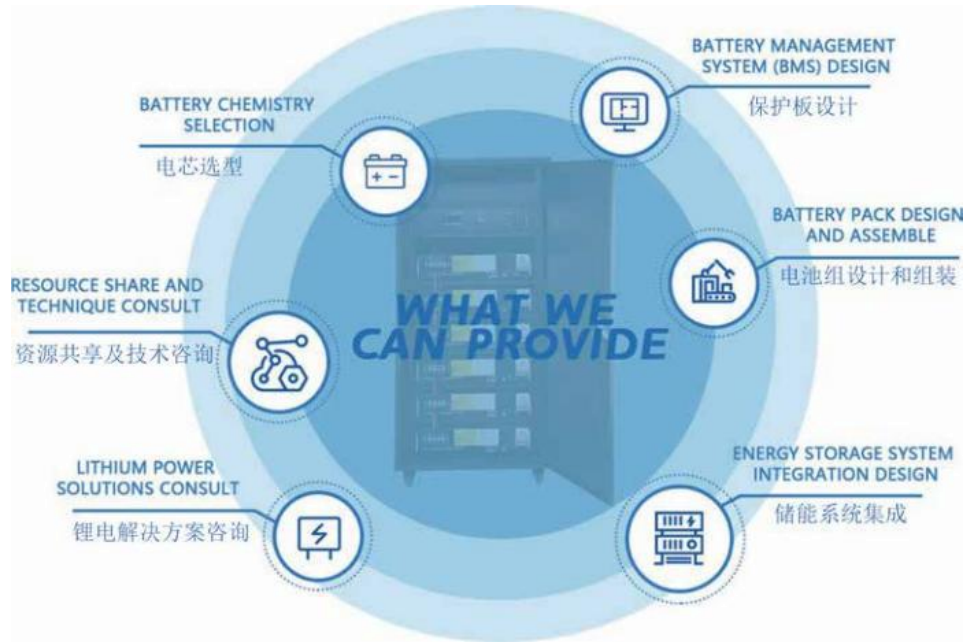 BATTERY MANAGEMENT
SYSTEM (BMS) DESIGN
保护板设计
BATTERY CHEMISTRY
SELECTION
电芯选型
BATTERY PACK DESIGN
AND ASSEMBLE
电池组设计和组装
RESOURCE SHARE AND
TECHNIQUE CONSULT
资源共享及技术咨询
WHAT WE
CAN PROVIDE
LITHIUM POWER
SOLUTIONS CONSULT
锂电解决方案咨询
ENERGY STORAGE SYSTEM
INTEGRATION DESIGN
储能系统集成